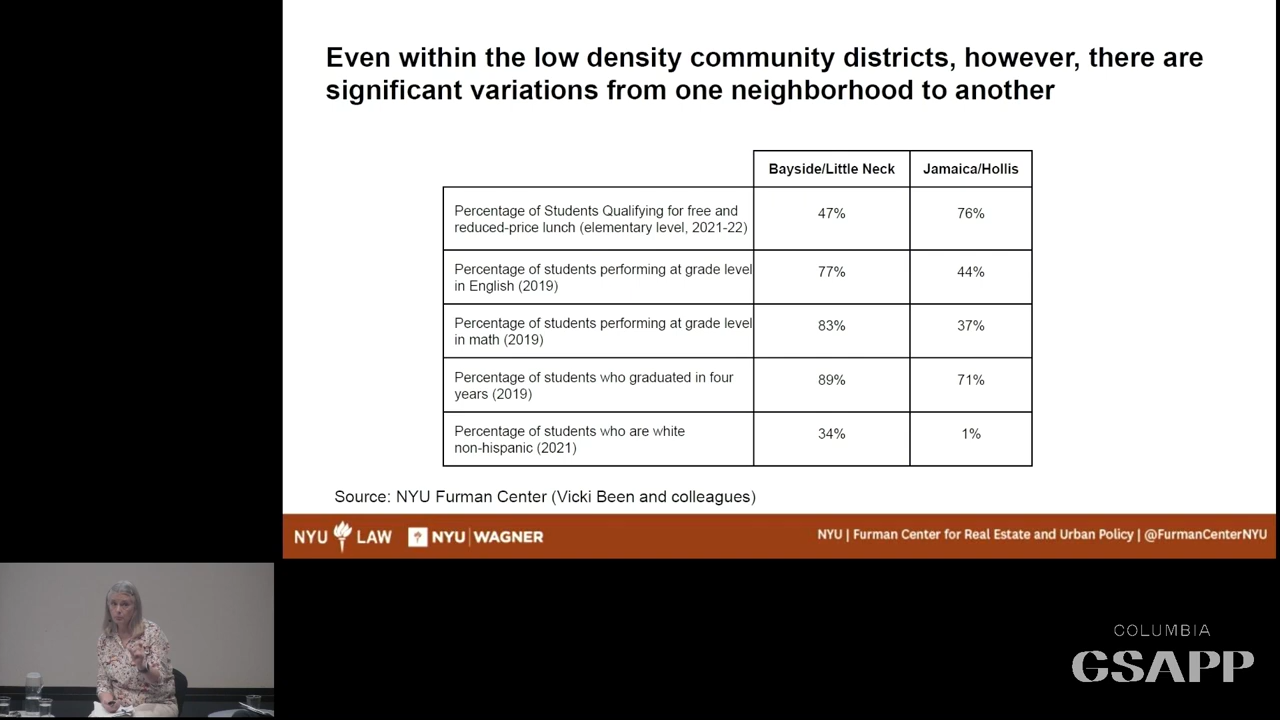 Even within the low density community districts, however, there are
significant variations from one neighborhood to another
Bayside/Little Neck Jamaica/Hollis
Percentage of Students Qualifying for free and
reduced-price lunch (elementary level, 2021-22)
47% 76%
Percentage of students performing at grade level
in English (2019)
77% 44%
Percentage of students performing at grade level
in math (2019)
83% 37%
Percentage of students who graduated in four
years (2019)
89% 71%
Percentage of students who are white
non-hispanic (2021)
34% 1%
Source: NYU Furman Center (Vicki Been and colleagues)
NYU LAW NYU | WAGNER NYU | Furman Center for Real Estate and Urban Policy | @FurmanCenterNYU
COLUMBIA
GSAPP